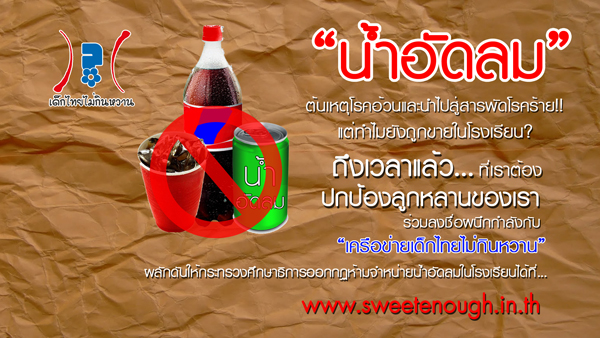 เด็กไทยไม่กินหวาน
น้ำ
อัดลม
“น้ำอัดลม”
ต้นเหตุโรคอ้วนและนำไปสู่สารพัดโรคร้าย!!
แต่ทำไมยังถูกขายในโรงเรียน?
ถึงเวลาแล้ว... ที่เราต้อง
ปกป้องลูกหลานของเรา
ร่วมลงชื่อผนึกกำลังกับ
“เครือข่ายเด็กไทยไม่กินหวาน”
ผลักดันให้กระทรวงศึกษาธิการออกกฎห้ามจำหน่ายน้ำอัดลมในโรงเรียนได้ที่...
www.sweetenough.in.th